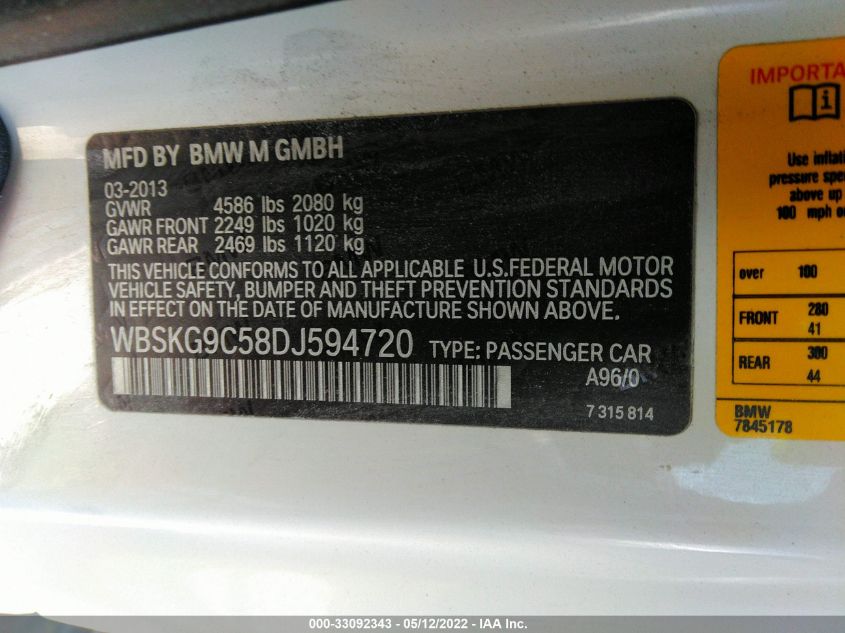 MFD BY BMW M GMBH
03-2013
GVWR 4586 lbs 2080 kg
GAWR FRONT 2249 lbs 1020 kg
GAWR REAR 2469 lbs 1120 kg
THIS VEHICLE CONFORMS TO ALL APPLICABLE U.S.FEDERAL MOTOR
VEHICLE SAFETY, BUMPER AND THEFT PREVENTION STANDARDS
IN EFFECT ON THE DATE OF MANUFACTURE SHOWN ABOVE.
WBSKG9C58DJ594720 TYPE: PASSENGER CAR
A96/0
7 315 814
IMPORTA
Use inflat
pressure spe
above up
100 mph o
over 100
FRONT 280
41
REAR 300
44
BMW
7845178
000-33092343 - 05/12/2022 - IAA Inc.